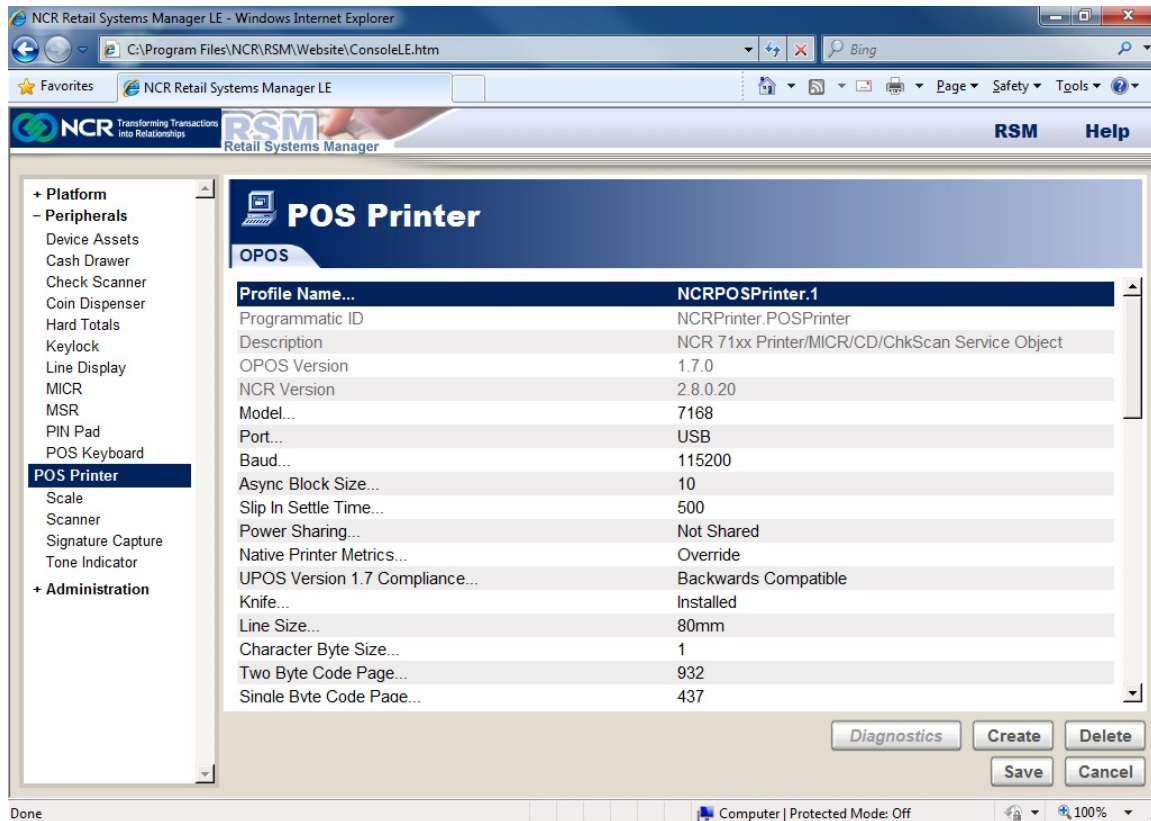 NCR Retail Systems Manager LE - Windows Internet Explorer
C:\Program Files\NCR\RSM\Website\ConsoleLE.htm
Bing
Favorites
NCR Retail Systems Manager LE
Page
Safety
Tools
NCR Transforming Transactions into Relationships
RSM
Retail Systems Manager
RSM
Help
+ Platform
– Peripherals
Device Assets
Cash Drawer
Check Scanner
Coin Dispenser
Hard Totals
Keylock
Line Display
MICR
MSR
PIN Pad
POS Keyboard
POS Printer
Scale
Scanner
Signature Capture
Tone Indicator
+ Administration
POS Printer
OPOS
Profile Name... NCRPOSPrinter.1
Programmatic ID NCRPrinter.POSPrinter
Description NCR 71xx Printer/MICR/CD/ChkScan Service Object
OPOS Version 1.7.0
NCR Version 2.8.0.20
Model... 7168
Port... USB
Baud... 115200
Async Block Size... 10
Slip In Settle Time... 500
Power Sharing... Not Shared
Native Printer Metrics... Override
UPOS Version 1.7 Compliance... Backwards Compatible
Knife... Installed
Line Size... 80mm
Character Byte Size... 1
Two Byte Code Page... 932
Single Byte Code Page... 437
Diagnostics
Create
Delete
Save
Cancel
Done
Computer | Protected Mode: Off
100%